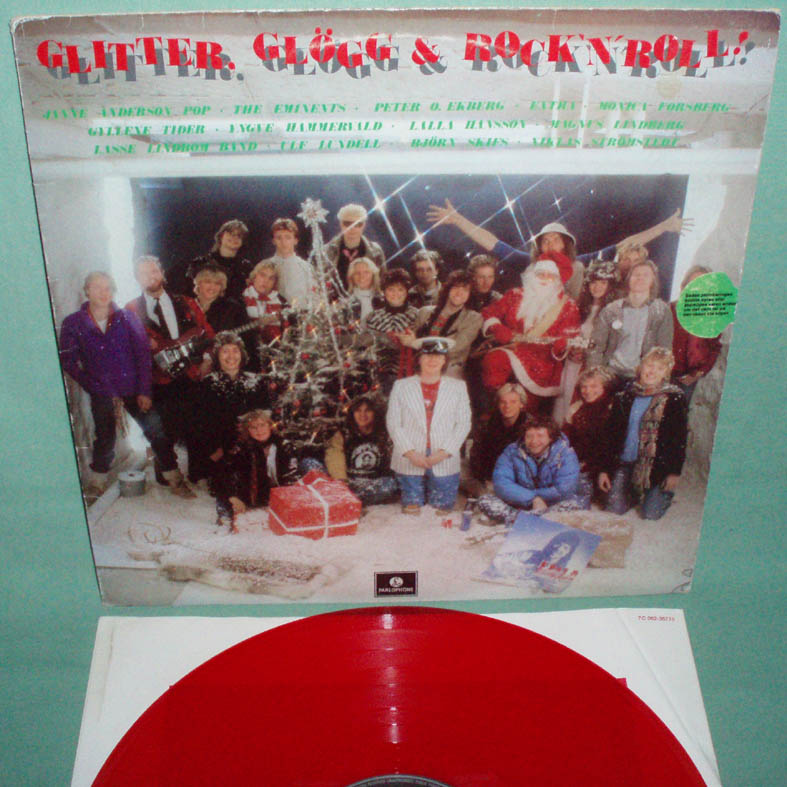 GLITTER, GLÖGG & ROCK'N'ROLL!
JANNE ANDERSON POP · THE EMINENTS · PETER O. EKBERG · EXTRA · MONICA FORSBERG
GYLLENE TIDER · YNGVE HAMMERVALD · LALLA HANSSON · MAGNUS LINDBERG
LASSE LINDBOM BAND · ULF LUNDELL · BJÖRN SKIFS · NIKLAS STRÖMSTEDT
PARLOPHONE